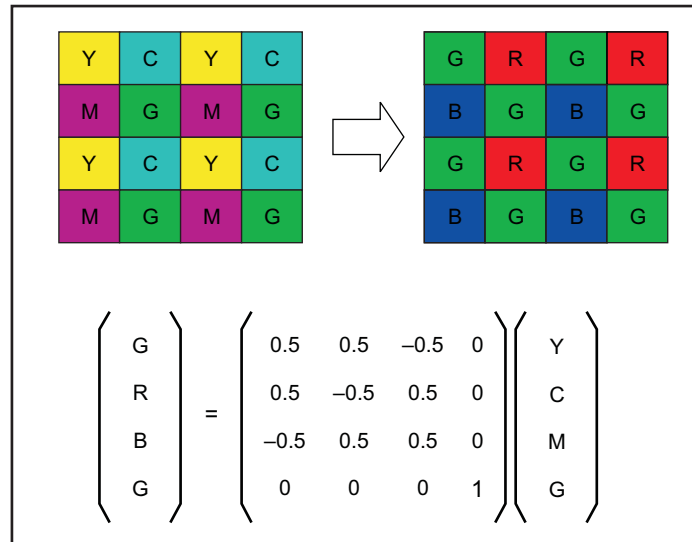 Y C Y C G R G R
M G M G B G B G
Y C Y C G R G R
M G M G B G B G
G 0.5 0.5 –0.5 0 Y
R 0.5 –0.5 0.5 0 C
=
B –0.5 0.5 0.5 0 M
G 0 0 0 1 G